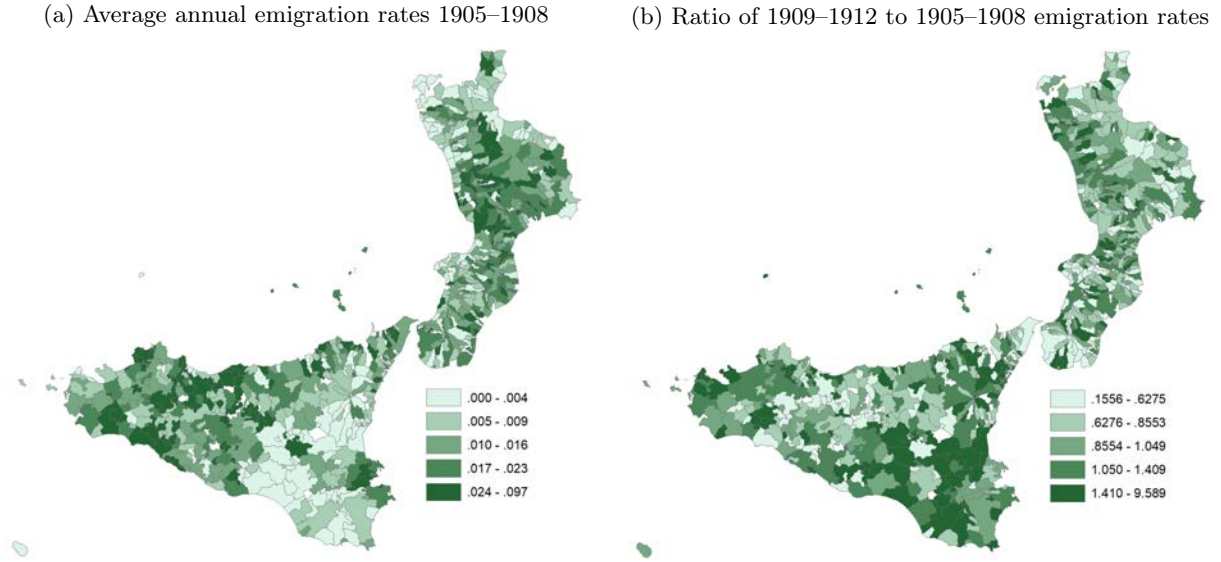 (a) Average annual emigration rates 1905–1908
(b) Ratio of 1909–1912 to 1905–1908 emigration rates
.000 - .004
.005 - .009
.010 - .016
.017 - .023
.024 - .097
.1556 - .6275
.6276 - .8553
.8554 - 1.049
1.050 - 1.409
1.410 - 9.589